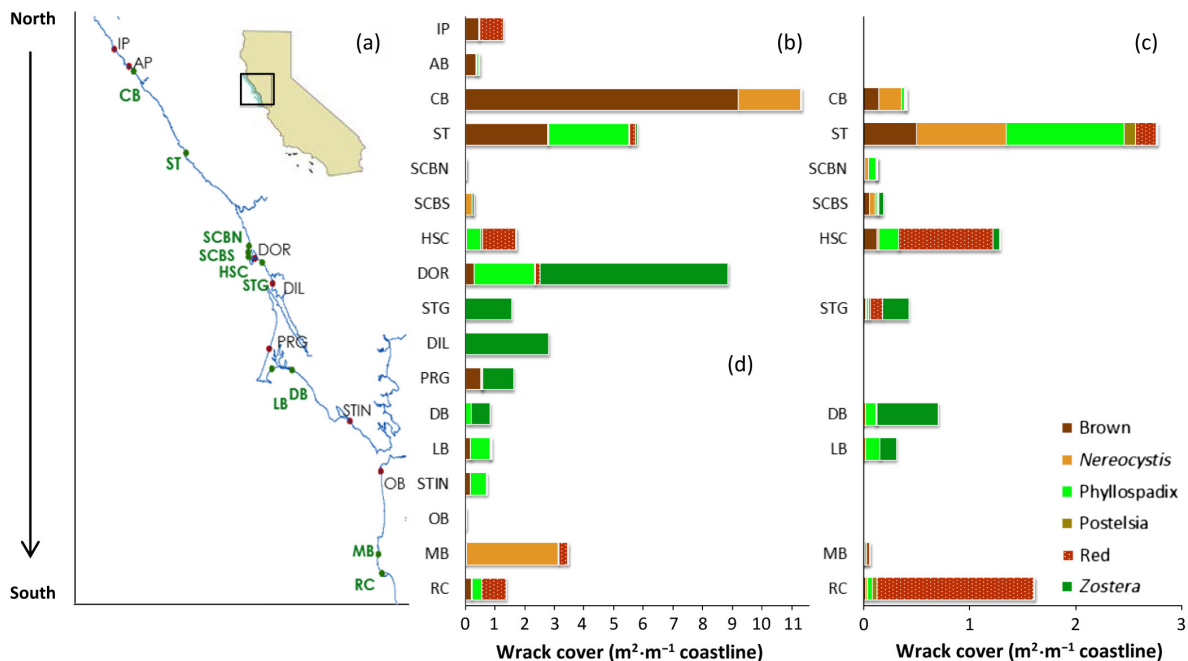 North
South
(a)
IP
AP
CB
ST
SCBN
SCBS
DOR
HSC
STG
DIL
PRG
DB
LB
STIN
OB
MB
RC
(b)
IP
AB
CB
ST
SCBN
SCBS
HSC
DOR
STG
DIL
PRG
DB
LB
STIN
OB
MB
RC
(d)
0 1 2 3 4 5 6 7 8 9 10 11
Wrack cover (m²·m⁻¹ coastline)
(c)
CB
ST
SCBN
SCBS
HSC
STG
DB
LB
MB
RC
Brown
Nereocystis
Phyllospadix
Postelsia
Red
Zostera
0 1 2 3
Wrack cover (m²·m⁻¹ coastline)